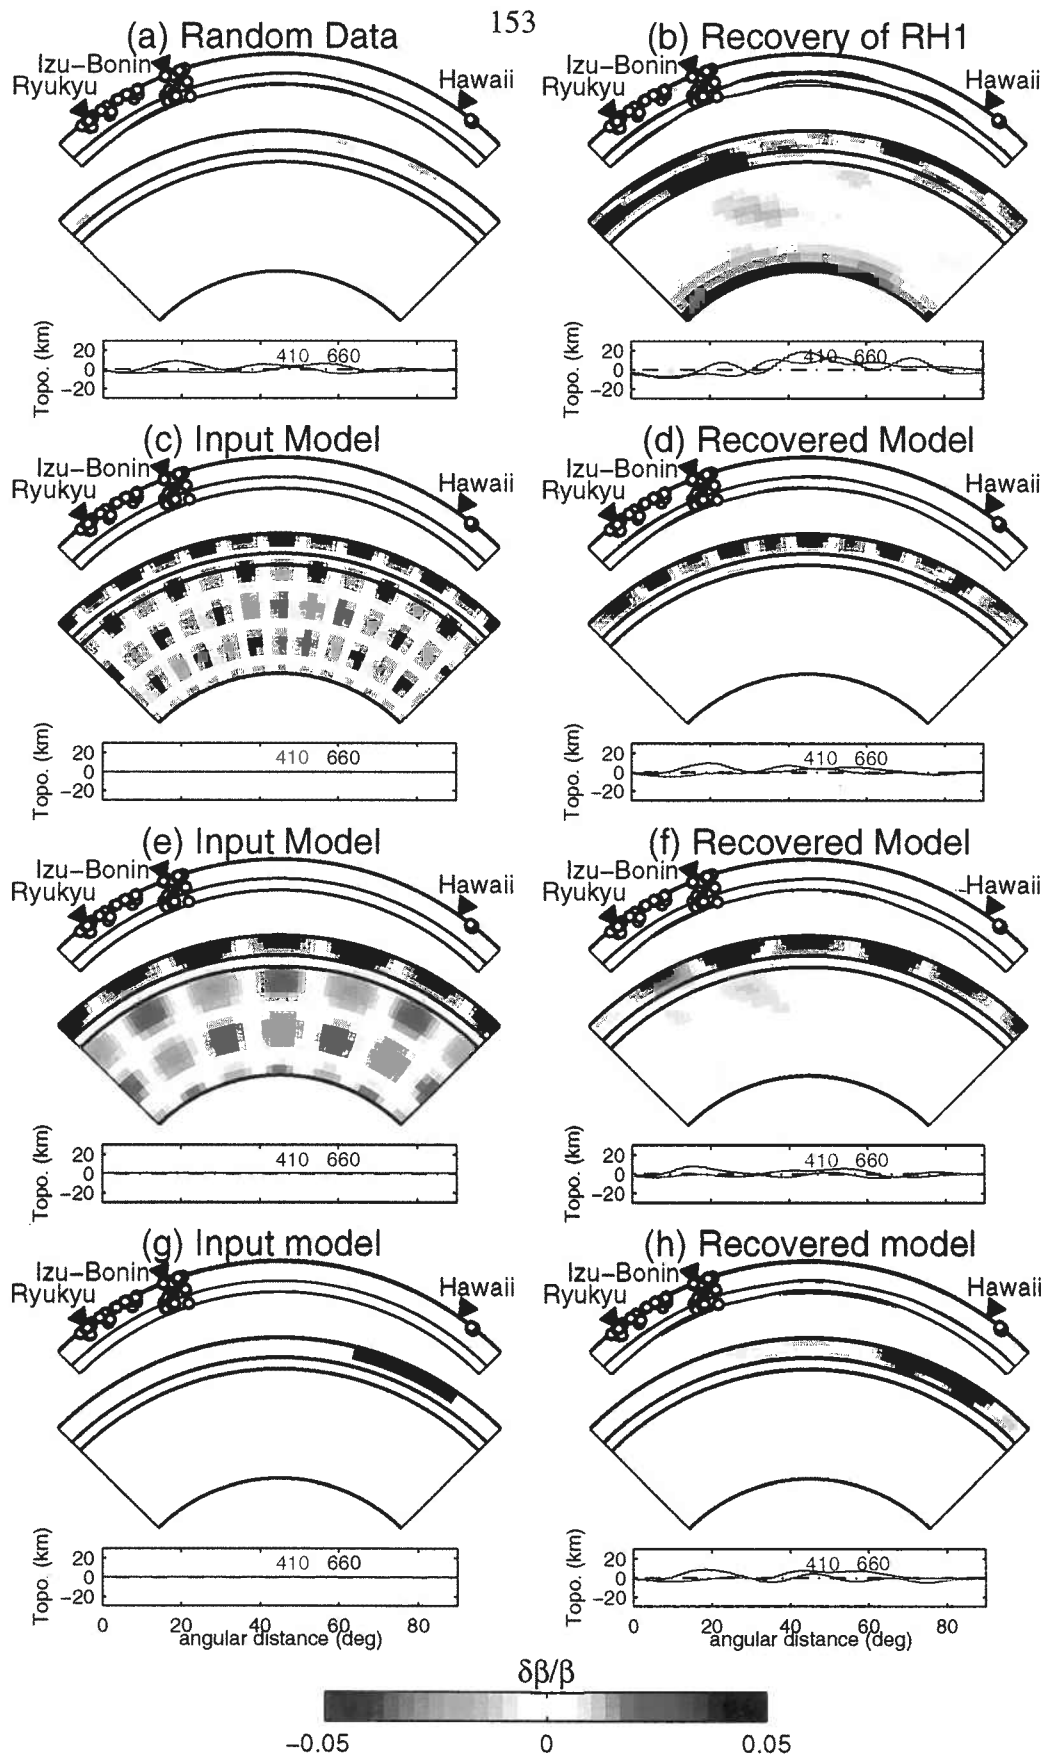 153
(a) Random Data
Izu-Bonin
Ryukyu
Hawaii
Topo. (km)
20
0
-20
410 660
(b) Recovery of RH1
Izu-Bonin
Ryukyu
Hawaii
Topo. (km)
20
0
-20
410 660
(c) Input Model
Izu-Bonin
Ryukyu
Hawaii
Topo. (km)
20
0
-20
410 660
(d) Recovered Model
Izu-Bonin
Ryukyu
Hawaii
Topo. (km)
20
0
-20
410 660
(e) Input Model
Izu-Bonin
Ryukyu
Hawaii
Topo. (km)
20
0
-20
410 660
(f) Recovered Model
Izu-Bonin
Ryukyu
Hawaii
Topo. (km)
20
0
-20
410 660
(g) Input model
Izu-Bonin
Ryukyu
Hawaii
Topo. (km)
20
0
-20
410 660
0 20 40 60 80
angular distance (deg)
(h) Recovered model
Izu-Bonin
Ryukyu
Hawaii
Topo. (km)
20
0
-20
410 660
0 20 40 60 80
angular distance (deg)
δβ/β
-0.05 0 0.05